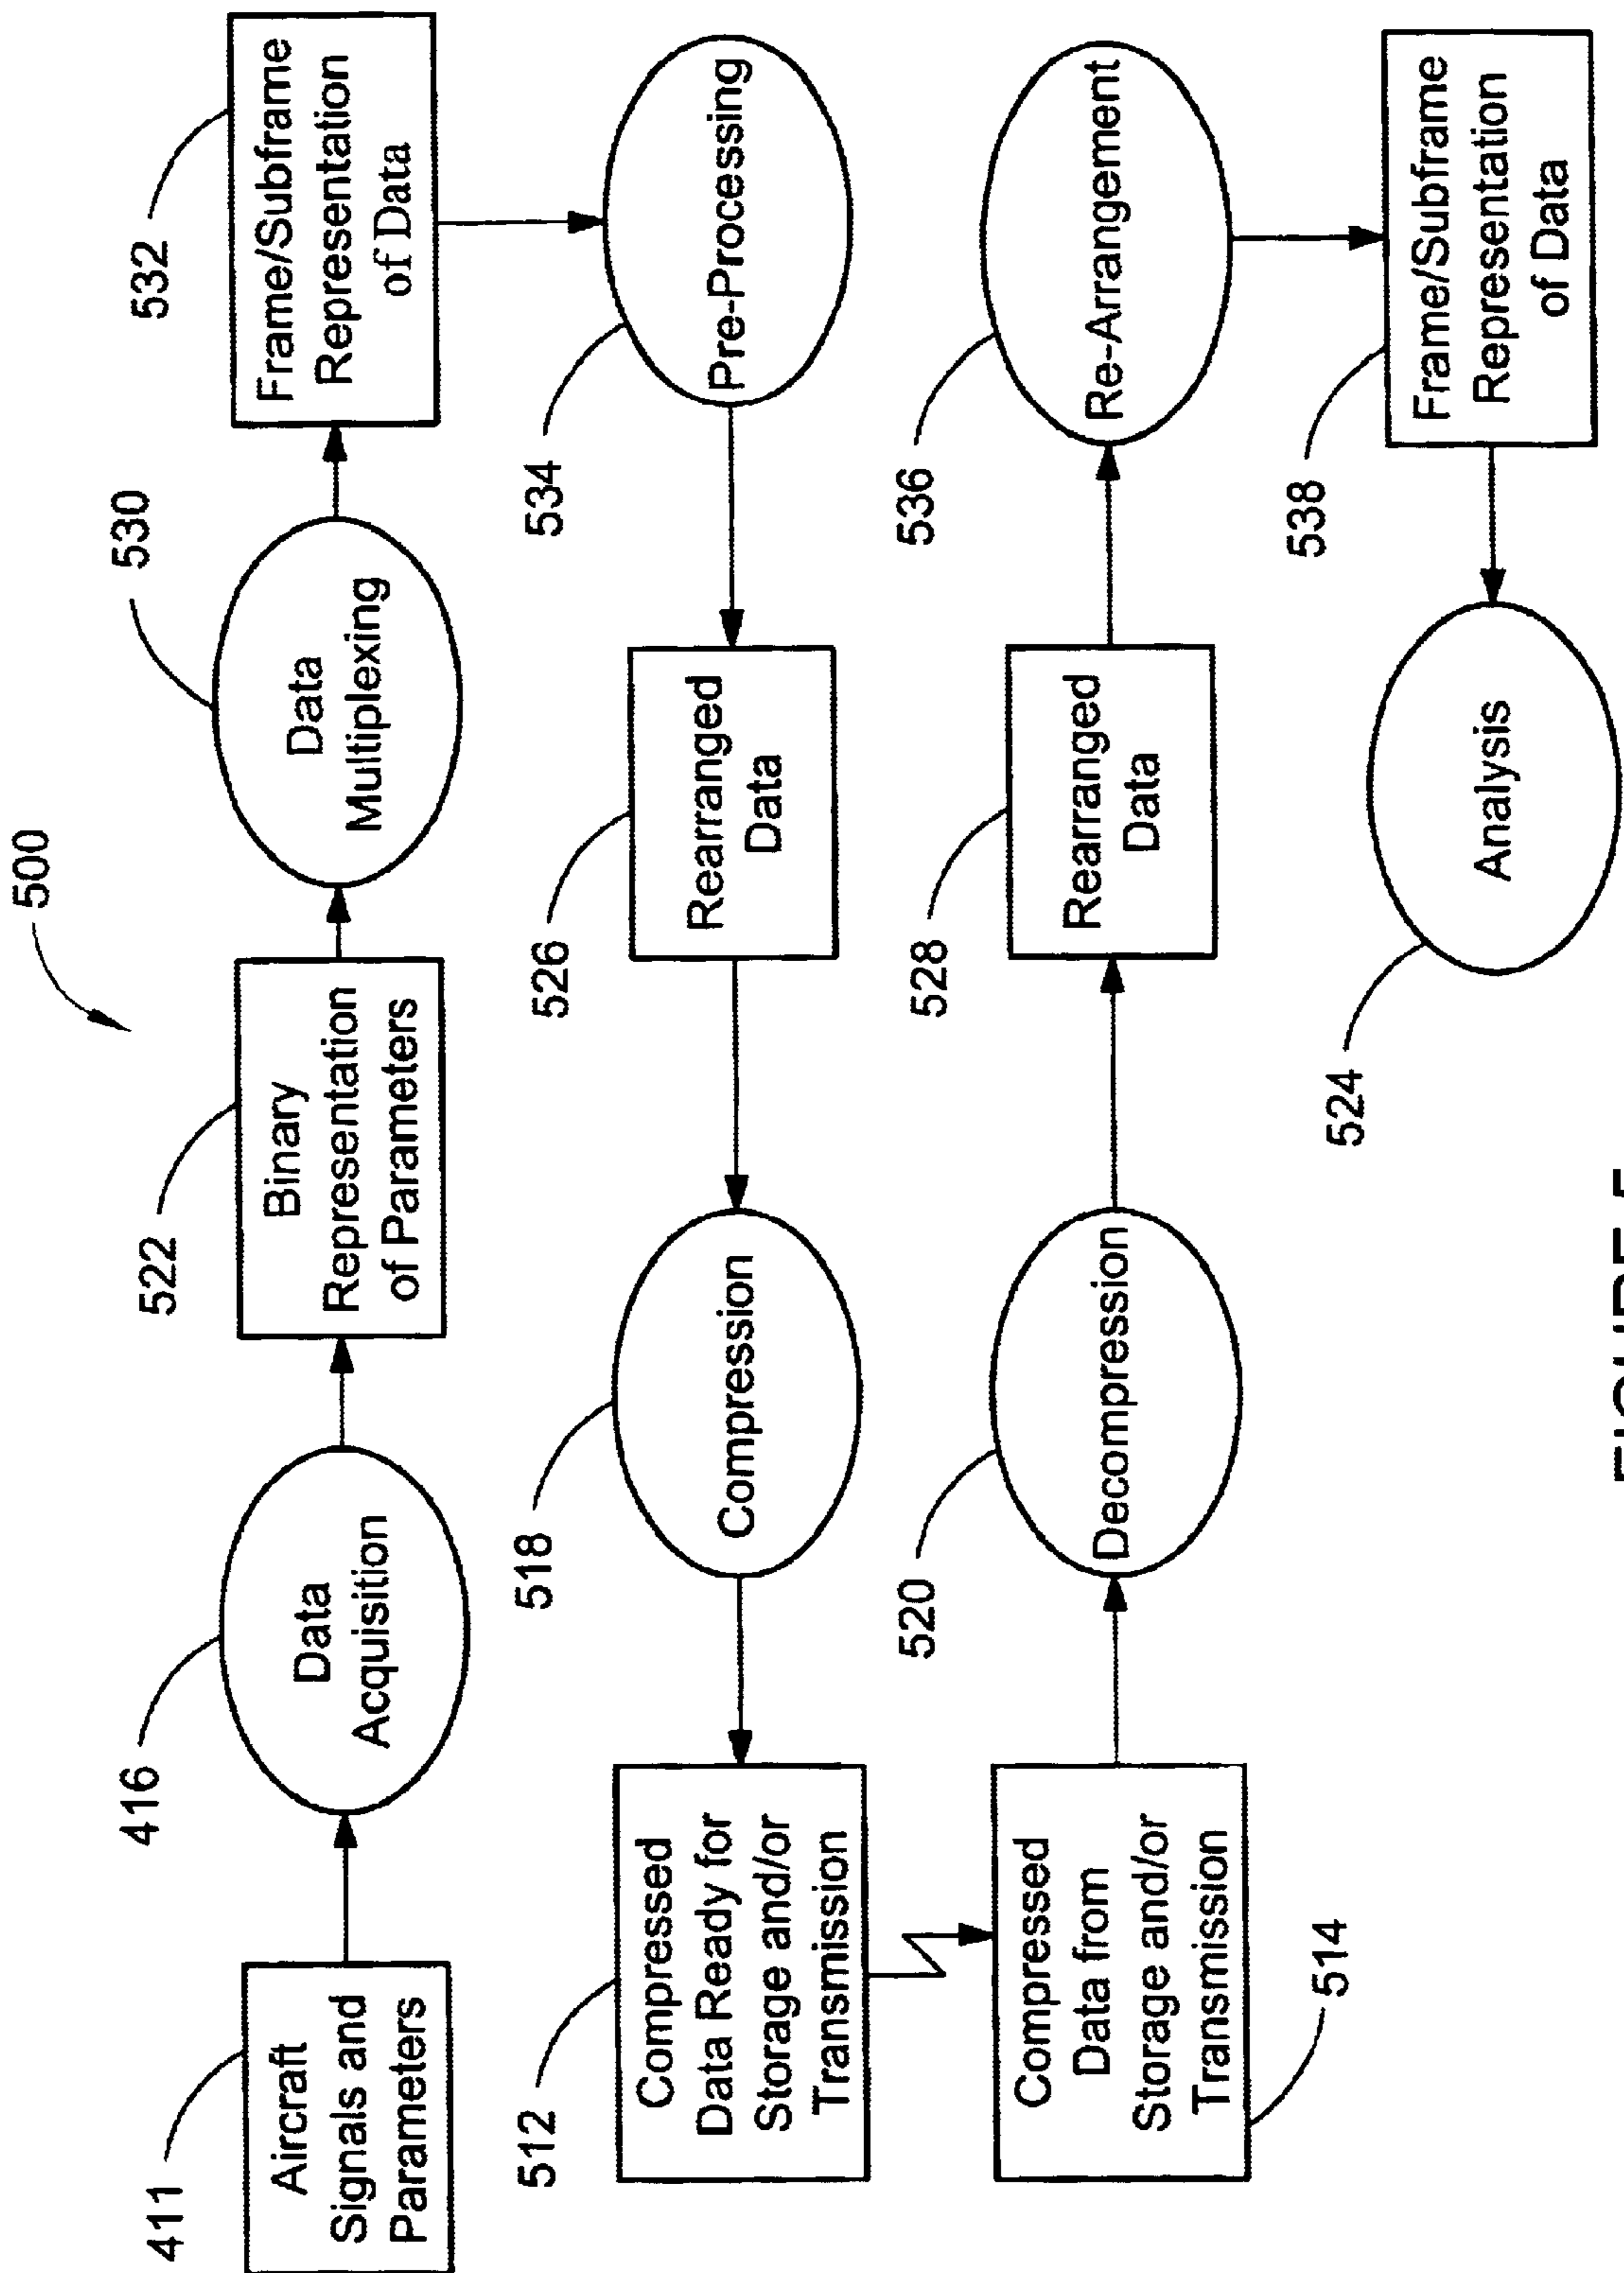 500
411
Aircraft
Signals and
Parameters
416
Data
Acquisition
522
Binary
Representation
of Parameters
530
Data
Multiplexing
532
Frame/Subframe
Representation
of Data
534
Pre-Processing
526
Rearranged
Data
518
Compression
512
Compressed
Data Ready for
Storage and/or
Transmission
514
Compressed
Data from
Storage and/or
Transmission
520
Decompression
528
Rearranged
Data
536
Re-Arrangement
538
Frame/Subframe
Representation
of Data
524
Analysis
FIGURE 5